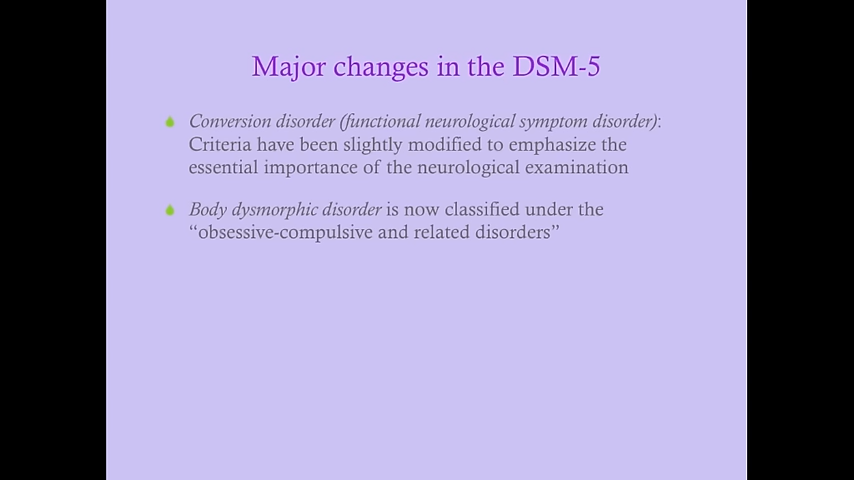 Major changes in the DSM-5
Conversion disorder (functional neurological symptom disorder):
Criteria have been slightly modified to emphasize the
essential importance of the neurological examination
Body dysmorphic disorder is now classified under the
“obsessive-compulsive and related disorders”